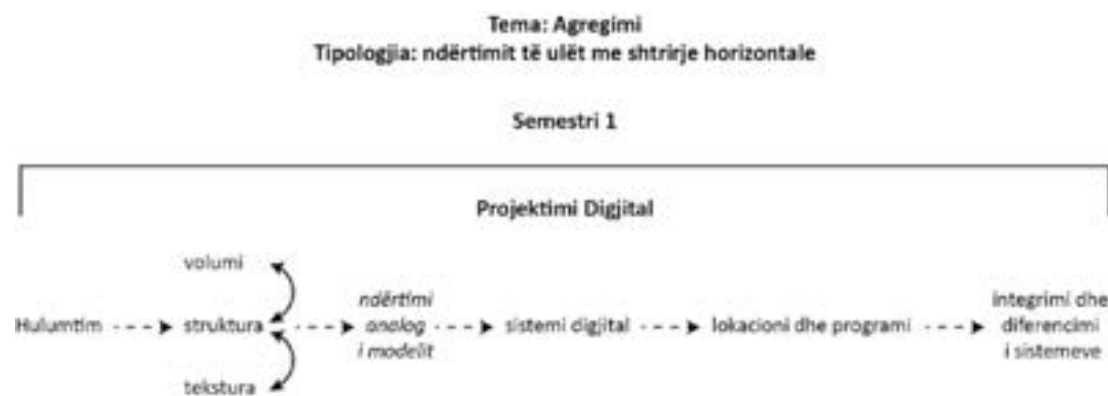 Tema: Agregimi
Tipologjia: ndërtimit të ulët me shtrirje horizontale
Semestri 1
Projektimi Digjital
volumi
Hulumtim
struktura
tekstura
ndërtimi
analog
i modelit
sistemi digjital
lokacioni dhe programi
integrimi dhe
diferencimi
i sistemeve